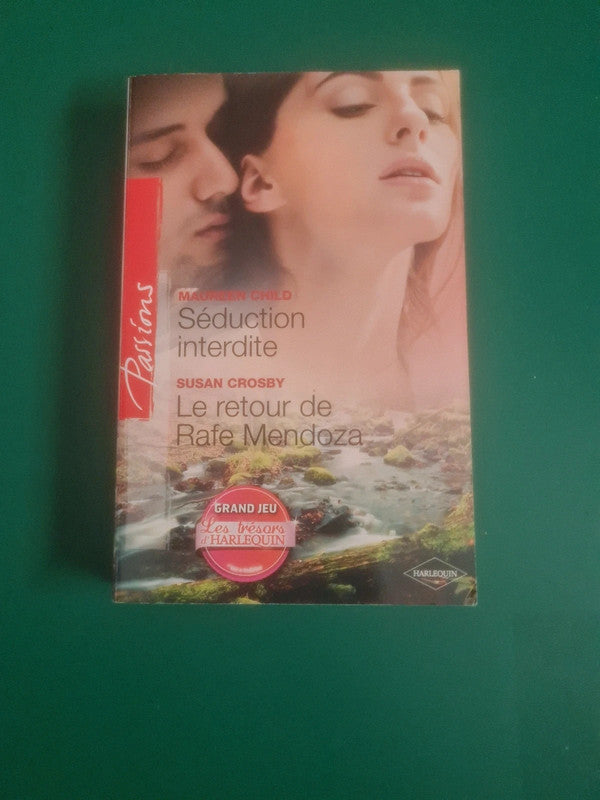 Passions
MAUREEN CHILD
Séduction
interdite
SUSAN CROSBY
Le retour de
Rafe Mendoza
GRAND JEU
Les trésors
d'HARLEQUIN
HARLEQUIN